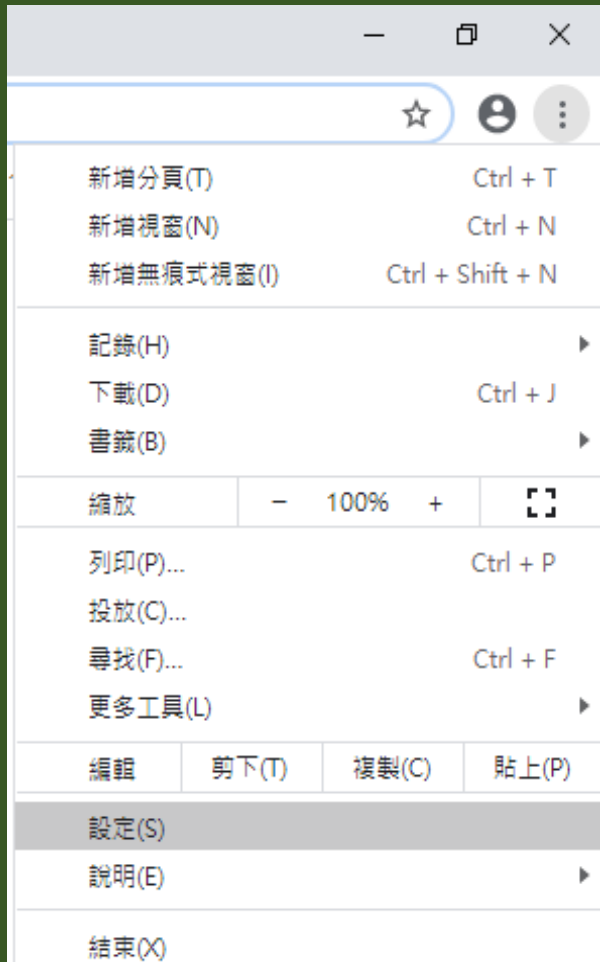 新增分頁(T) Ctrl + T
新增視窗(N) Ctrl + N
新增無痕式視窗(I) Ctrl + Shift + N
記錄(H)
下載(D) Ctrl + J
書籤(B)
縮放 − 100% +
列印(P)... Ctrl + P
投放(C)...
尋找(F)... Ctrl + F
更多工具(L)
編輯 剪下(T) 複製(C) 貼上(P)
設定(S)
說明(E)
結束(X)